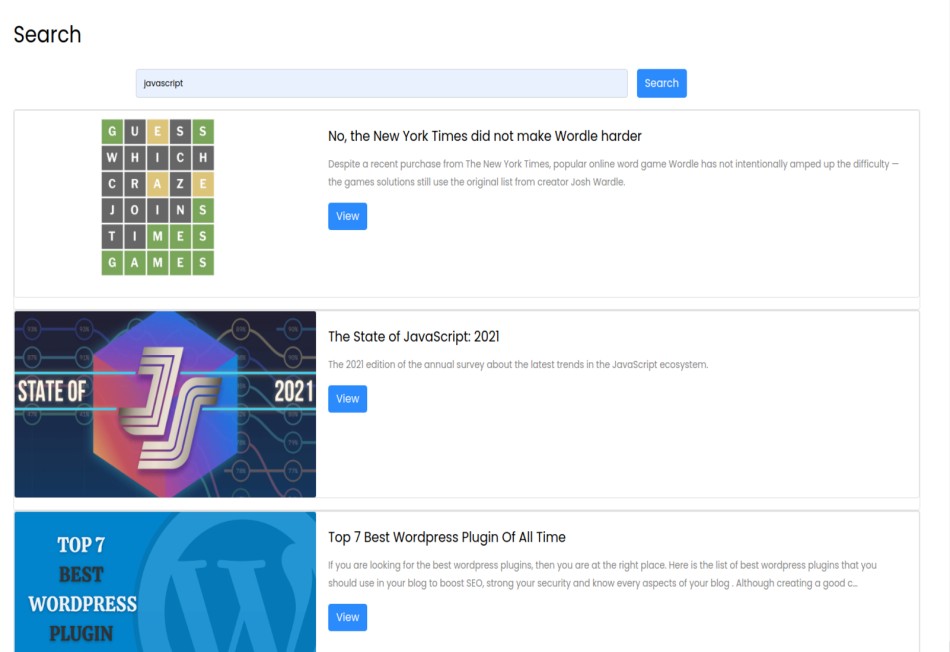 Search
javascript
Search
GUESS
WHICH
CRAZE
JOINS
TIMES
GAMES
No, the New York Times did not make Wordle harder
Despite a recent purchase from The New York Times, popular online word game Wordle has not intentionally amped up the difficulty —
the games solutions still use the original list from creator Josh Wardle.
View
STATE OF
JS
2021
The State of JavaScript: 2021
The 2021 edition of the annual survey about the latest trends in the JavaScript ecosystem.
View
TOP 7
BEST
WORDPRESS
PLUGIN
Top 7 Best Wordpress Plugin Of All Time
If you are looking for the best wordpress plugins, then you are at the right place. Here is the list of best wordpress plugins that you
should use in your blog to boost SEO, strong your security and know every aspects of your blog . Although creating a good c...
View